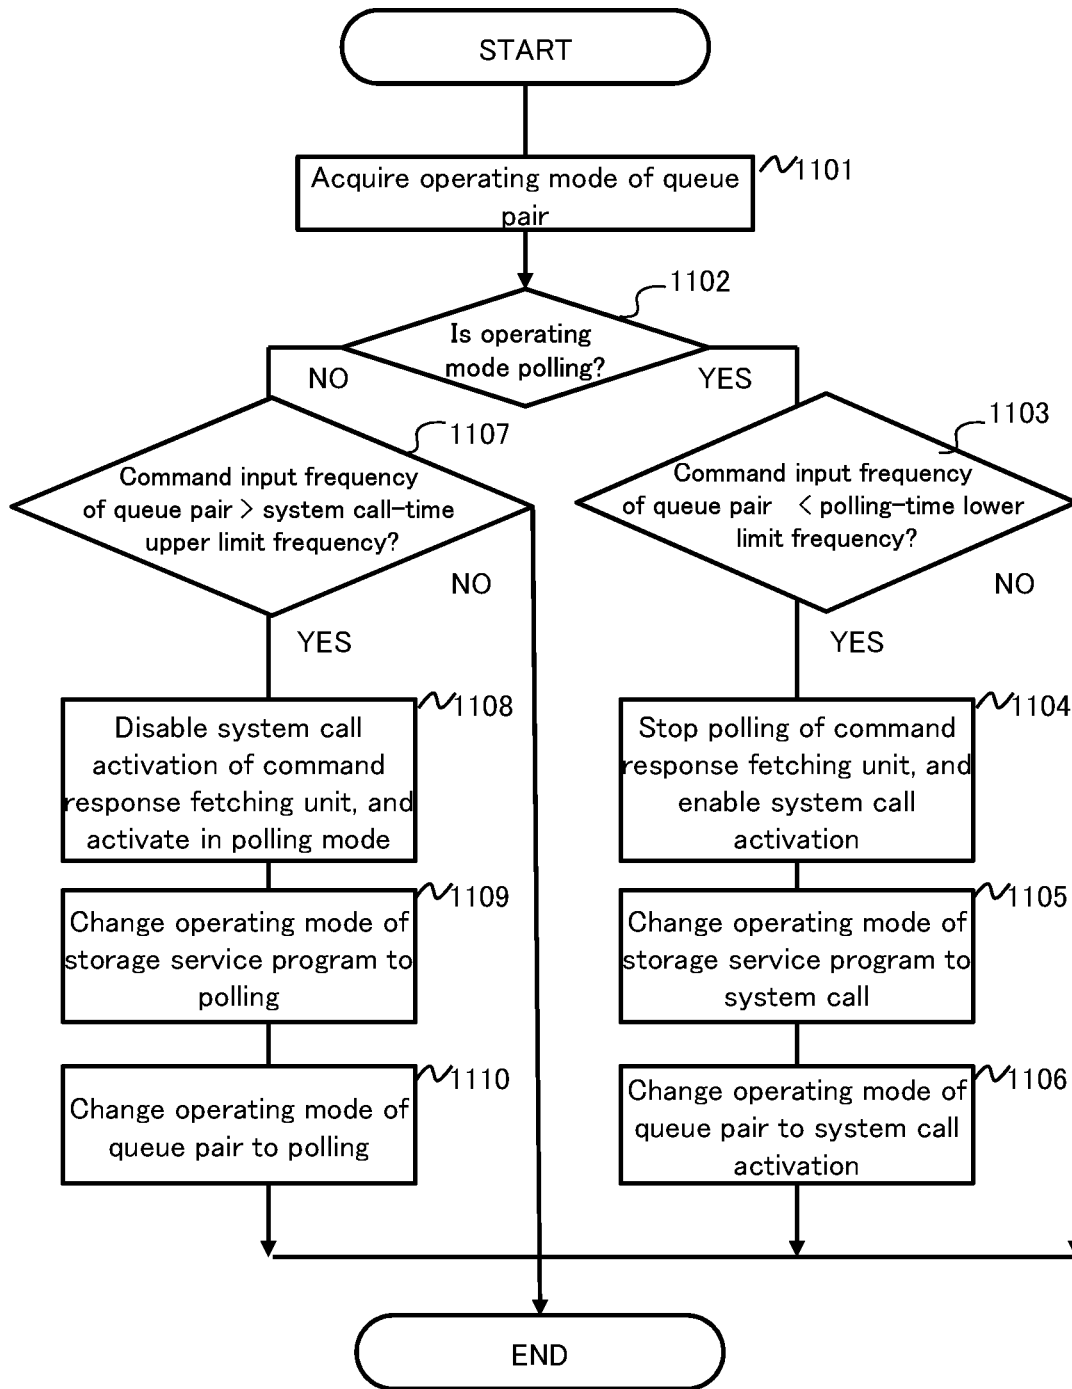 START
1101
Acquire operating mode of queue
pair
1102
Is operating
mode polling?
NO
YES
1107
Command input frequency
of queue pair > system call-time
upper limit frequency?
NO
YES
1103
Command input frequency
of queue pair < polling-time lower
limit frequency?
NO
YES
1108
Disable system call
activation of command
response fetching unit, and
activate in polling mode
1104
Stop polling of command
response fetching unit, and
enable system call
activation
1109
Change operating mode of
storage service program to
polling
1105
Change operating mode of
storage service program to
system call
1110
Change operating mode of
queue pair to polling
1106
Change operating mode of
queue pair to system call
activation
END